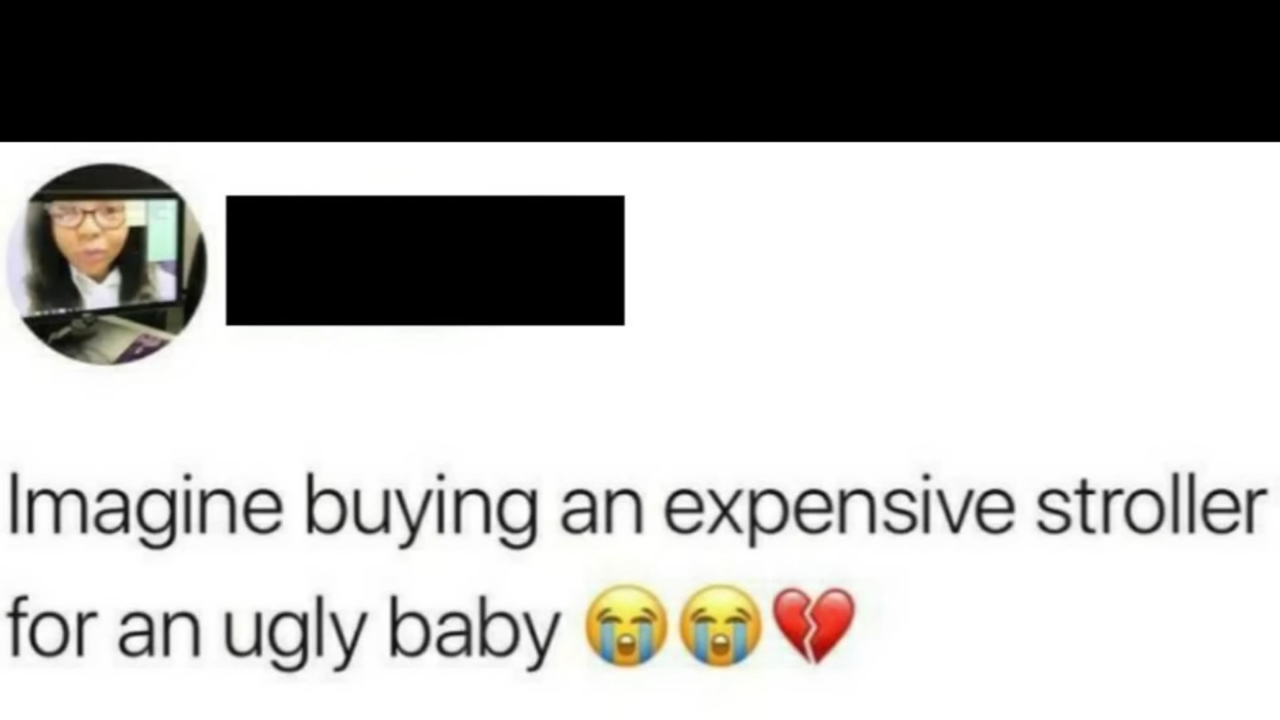 Imagine buying an expensive stroller
for an ugly baby 😭😭💔